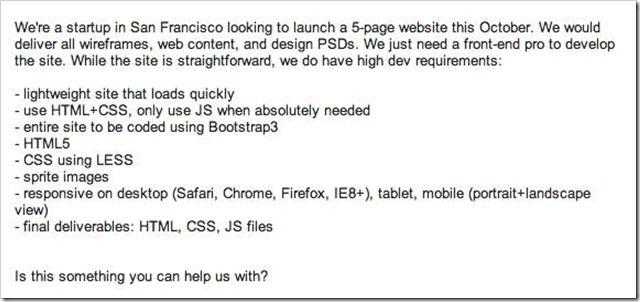 We're a startup in San Francisco looking to launch a 5-page website this October. We would
deliver all wireframes, web content, and design PSDs. We just need a front-end pro to develop
the site. While the site is straightforward, we do have high dev requirements:
- lightweight site that loads quickly
- use HTML+CSS, only use JS when absolutely needed
- entire site to be coded using Bootstrap3
- HTML5
- CSS using LESS
- sprite images
- responsive on desktop (Safari, Chrome, Firefox, IE8+), tablet, mobile (portrait+landscape
view)
- final deliverables: HTML, CSS, JS files
Is this something you can help us with?